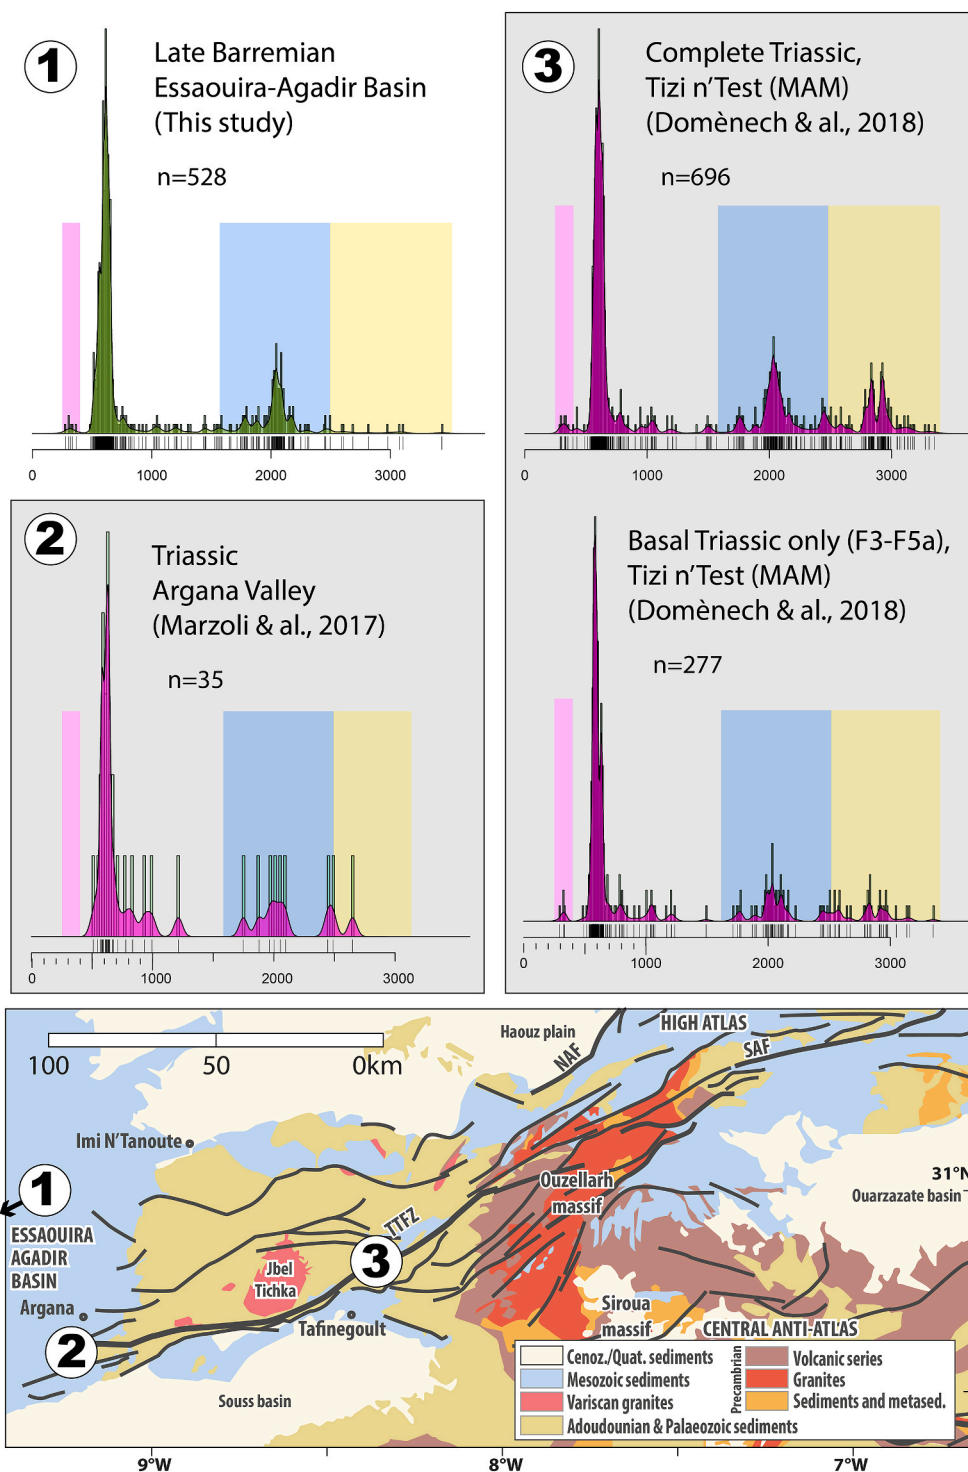 1
Late Barremian
Essaouira-Agadir Basin
(This study)
n=528
0 1000 2000 3000
3
Complete Triassic,
Tizi n'Test (MAM)
(Domènech & al., 2018)
n=696
0 1000 2000 3000
2
Triassic
Argana Valley
(Marzoli & al., 2017)
n=35
0 1000 2000 3000
Basal Triassic only (F3-F5a),
Tizi n'Test (MAM)
(Domènech & al., 2018)
n=277
0 1000 2000 3000
100 50 0km
Haouz plain
NAF
HIGH ATLAS
SAF
Imi N'Tanoute
1
ESSAOUIRA
AGADIR
BASIN
Argana
2
TTFZ
3
Jbel
Tichka
Tafinegoult
Souss basin
Ouzellarh
massif
31°N
Ouarzazate basin
Siroua
massif
CENTRAL ANTI-ATLAS
Cenoz./Quat. sediments
Mesozoic sediments
Variscan granites
Adoudounian & Palaeozoic sediments
Precambrian
Volcanic series
Granites
Sediments and metased.
9°W 8°W 7°W